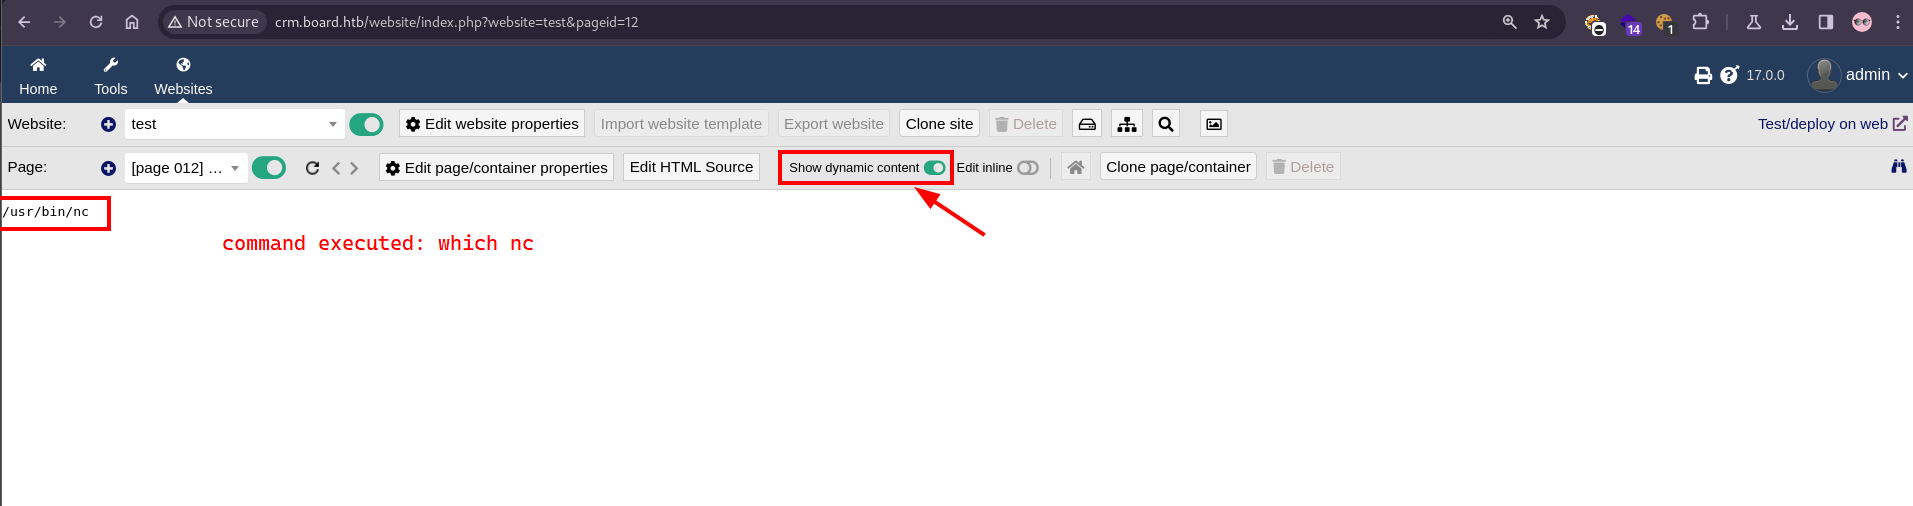 Not secure crm.board.htb/website/index.php?website=test&pageid=12 14 1
Home Tools Websites 17.0.0 admin
Website: test Edit website properties Import website template Export website Clone site Delete Test/deploy on web
Page: [page 012] ... Edit page/container properties Edit HTML Source Show dynamic content Edit inline Clone page/container Delete
/usr/bin/nc
command executed: which nc